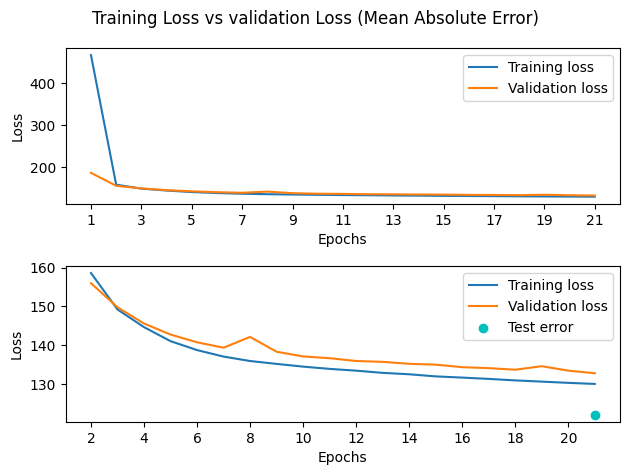 Training Loss vs validation Loss (Mean Absolute Error)
Loss
400
300
200
Training loss
Validation loss
1 3 5 7 9 11 13 15 17 19 21
Epochs
Loss
160
150
140
130
Training loss
Validation loss
Test error
2 4 6 8 10 12 14 16 18 20
Epochs